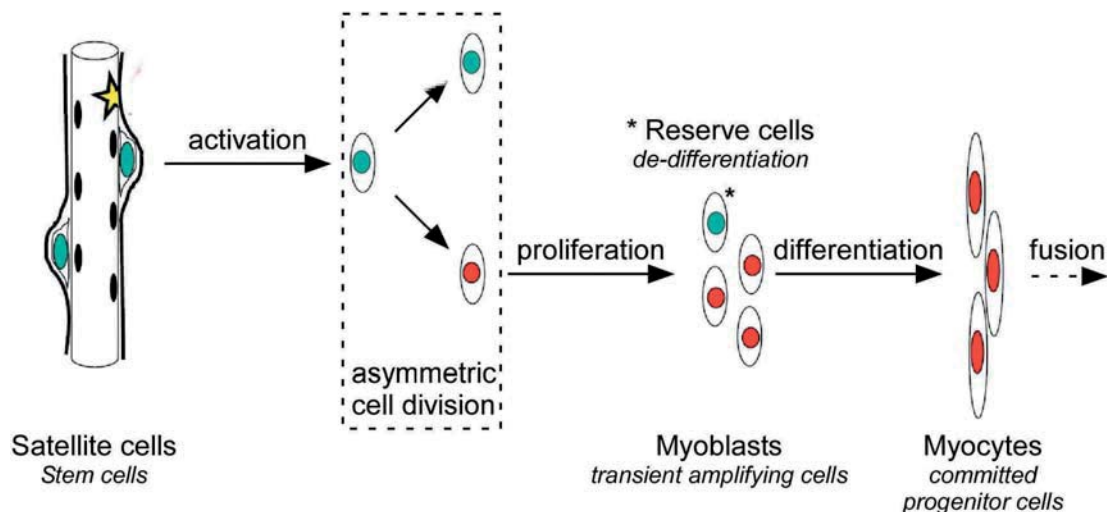 activation
asymmetric
cell division
proliferation
* Reserve cells
de-differentiation
*
differentiation
fusion
Satellite cells
Stem cells
Myoblasts
transient amplifying cells
Myocytes
committed
progenitor cells